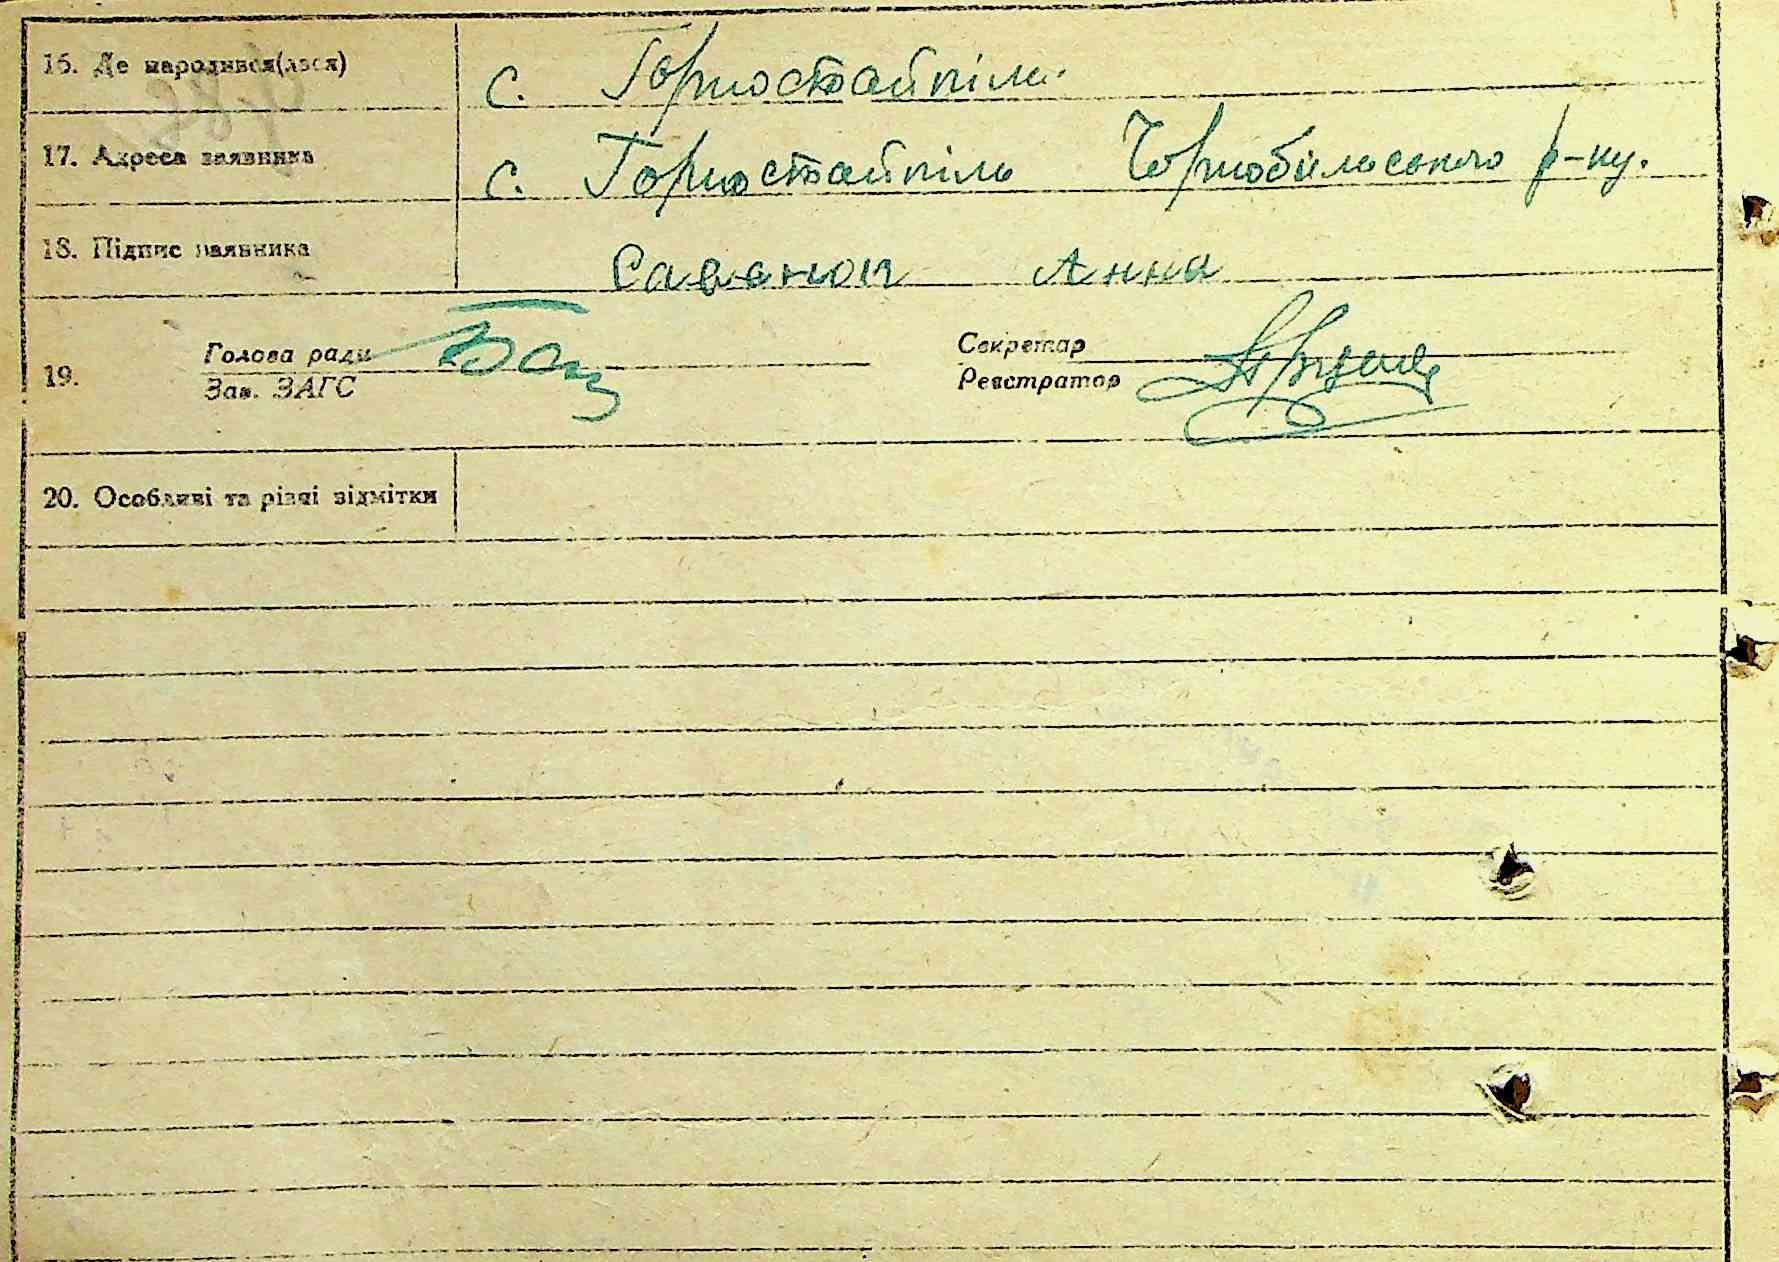 16. Де народився(лася) с. Горностайпіль.
17. Адреса заявника с. Горностайпіль Чорнобильського р-ну.
18. Підпис заявника Савенок Анна
Голова ради Секретар
19.
Зав. ЗАГС Реєстратор
20. Особливі та різні відмітки